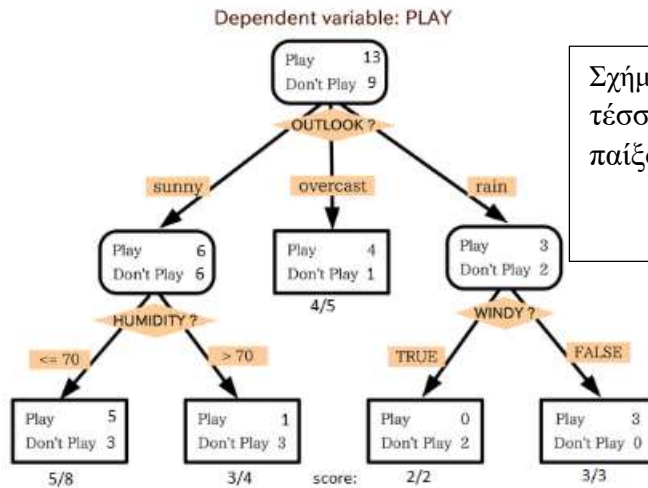 Dependent variable: PLAY
Play 13
Don't Play 9
OUTLOOK ?
sunny
overcast
rain
Play 6
Don't Play 6
Play 4
Don't Play 1
4/5
Play 3
Don't Play 2
HUMIDITY ?
WINDY ?
<= 70
> 70
TRUE
FALSE
Play 5
Don't Play 3
Play 1
Don't Play 3
Play 0
Don't Play 2
Play 3
Don't Play 0
5/8
3/4
score:
2/2
3/3